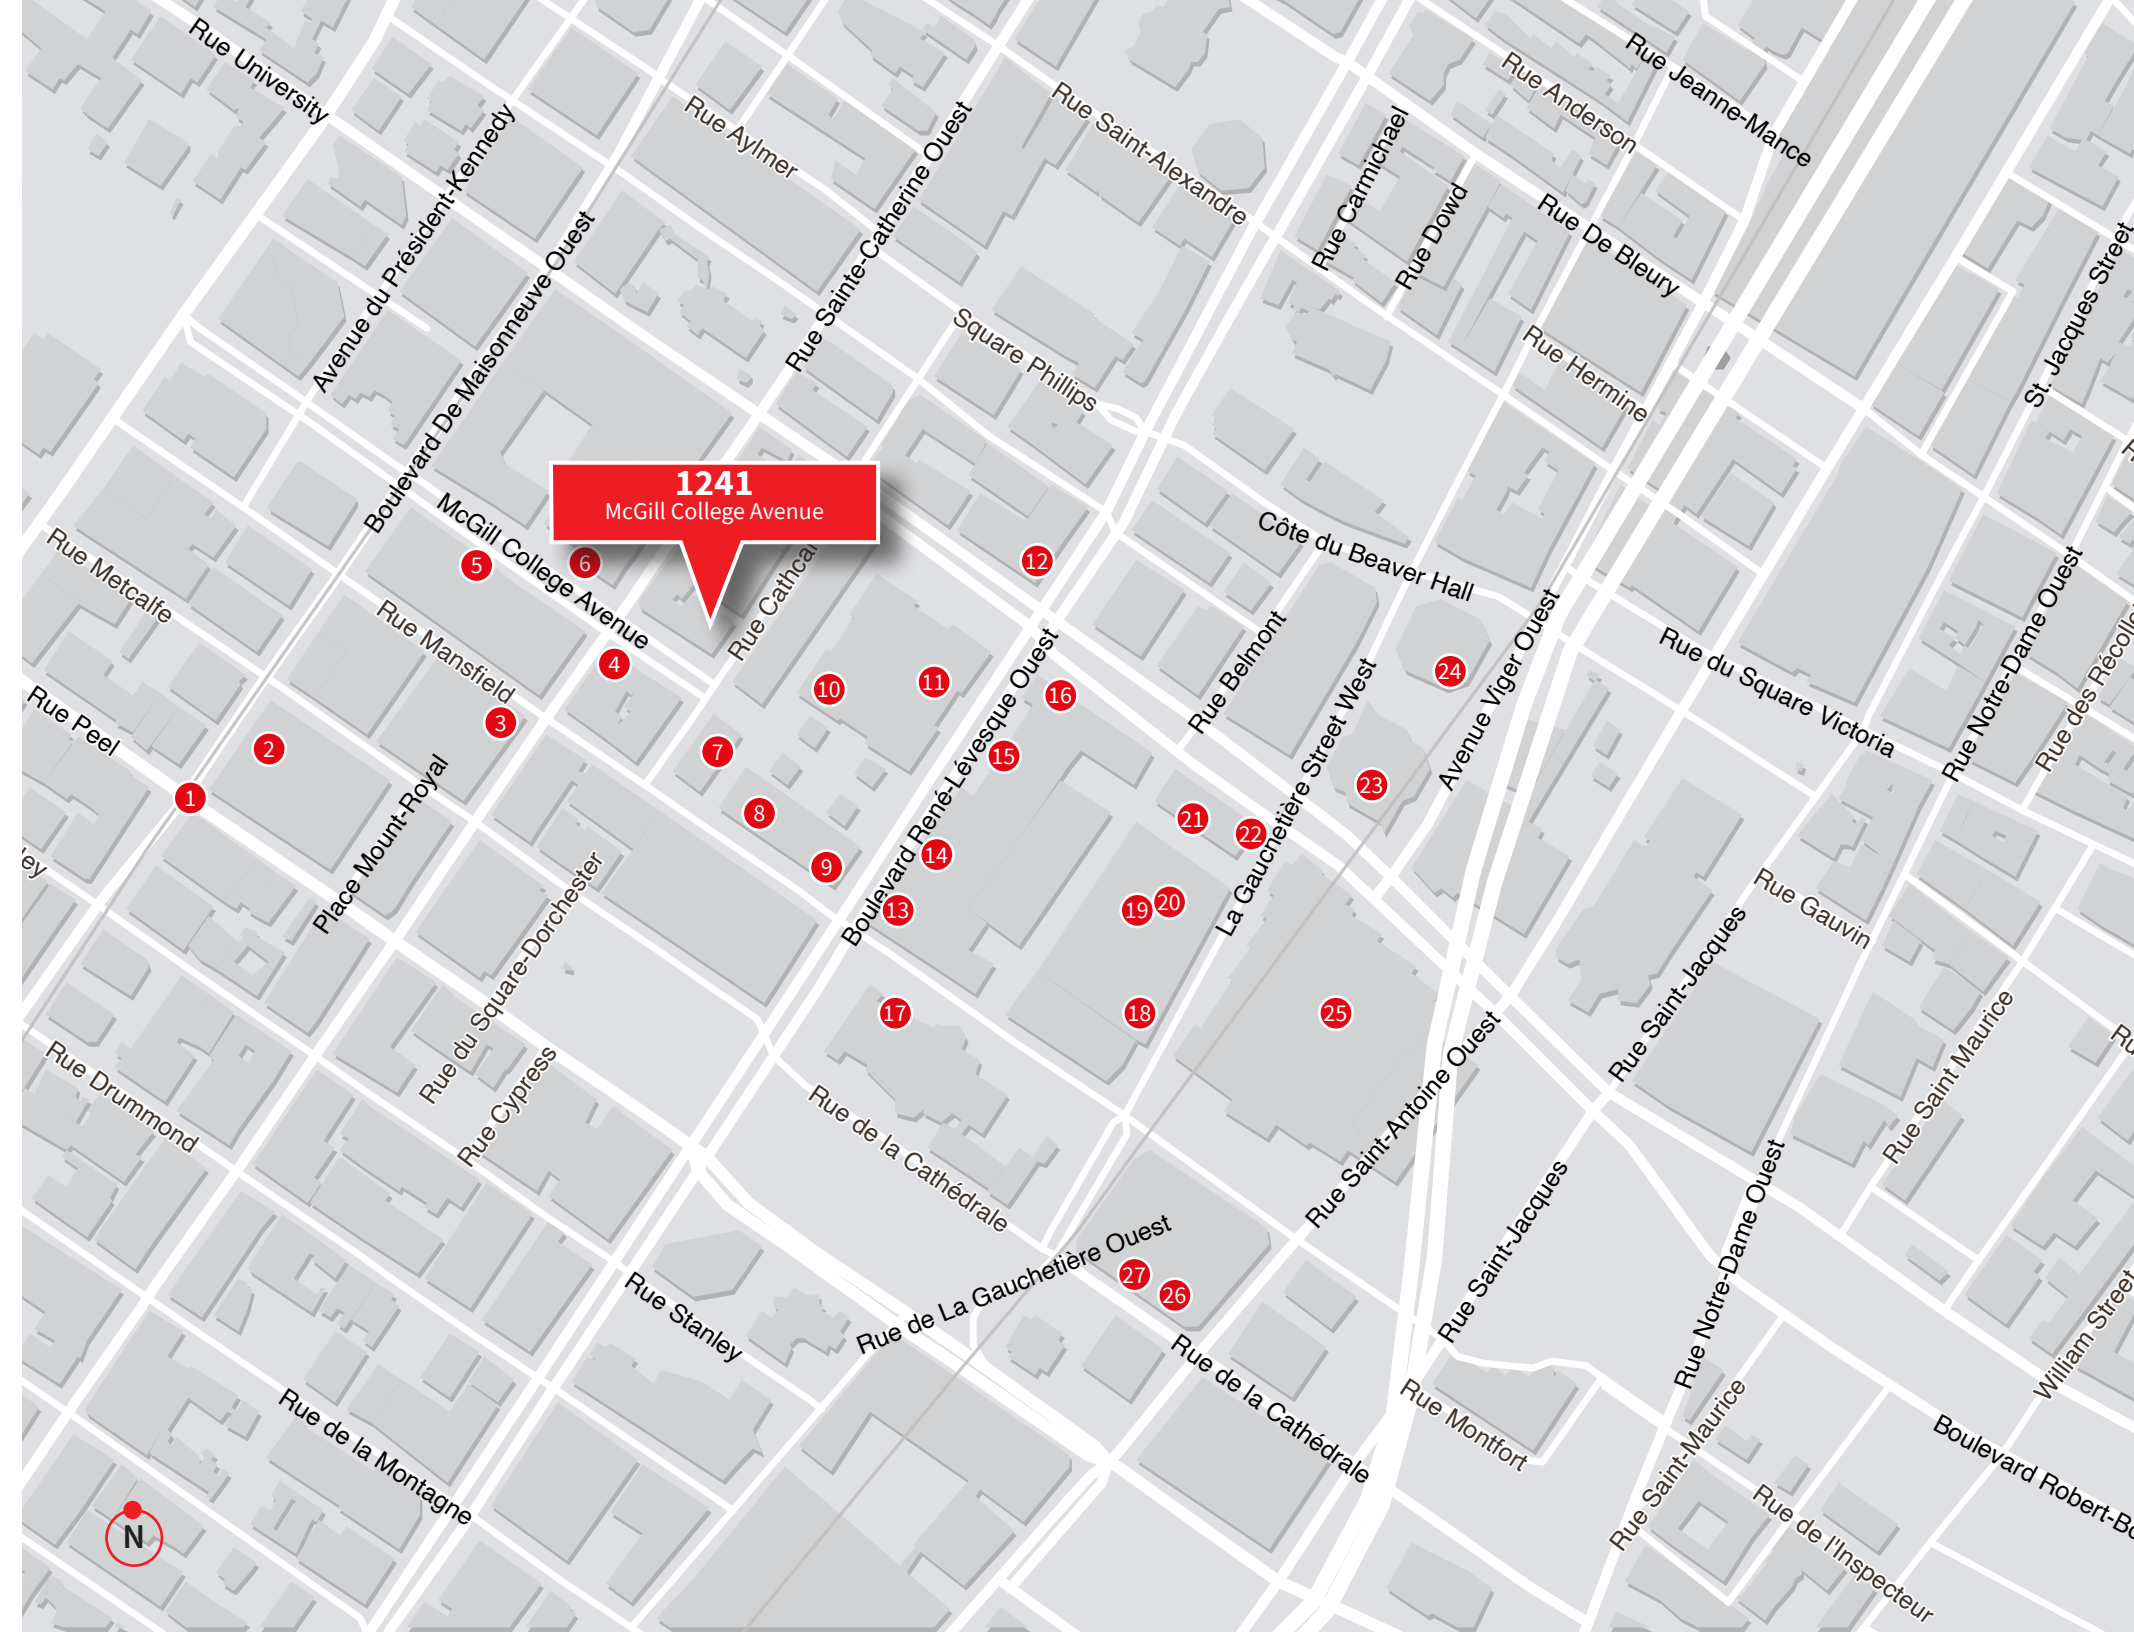 Rue University
Rue Jeanne-Mance
Rue Anderson
Rue Aylmer
Rue Saint-Alexandre
Avenue du Président-Kennedy
Rue Sainte-Catherine Ouest
Rue Carmichael
Rue Dowd
Rue De Bleury
Boulevard De Maisonneuve Ouest
St. Jacques Street
Square Phillips
Rue Hermine
1241
McGill College Avenue
McGill College Avenue
Côte du Beaver Hall
Rue Metcalfe
Rue Mansfield
5
6
12
Rue Belmont
Avenue Viger Ouest
Rue du Square Victoria
Rue Notre-Dame Ouest
4
24
Rue Peel
3
2
1
7
10
11
16
15
8
9
14
13
Boulevard René-Lévesque Ouest
La Gauchetière Street West
23
21
22
19
20
Place Mount-Royal
Rue du Square-Dorchester
Rue Gauvin
Rue Saint-Jacques
17
18
25
Rue Drummond
Rue Cypress
Rue de la Cathédrale
Rue Saint-Antoine Ouest
Rue Saint Maurice
Rue Saint-Jacques
Rue Notre-Dame Ouest
Rue de La Gauchetière Ouest
27
26
Rue Stanley
Rue de la Cathédrale
Rue Montfort
William Street
Rue de la Montagne
Rue Saint-Maurice
Rue de l'Inspecteur
Boulevard
N